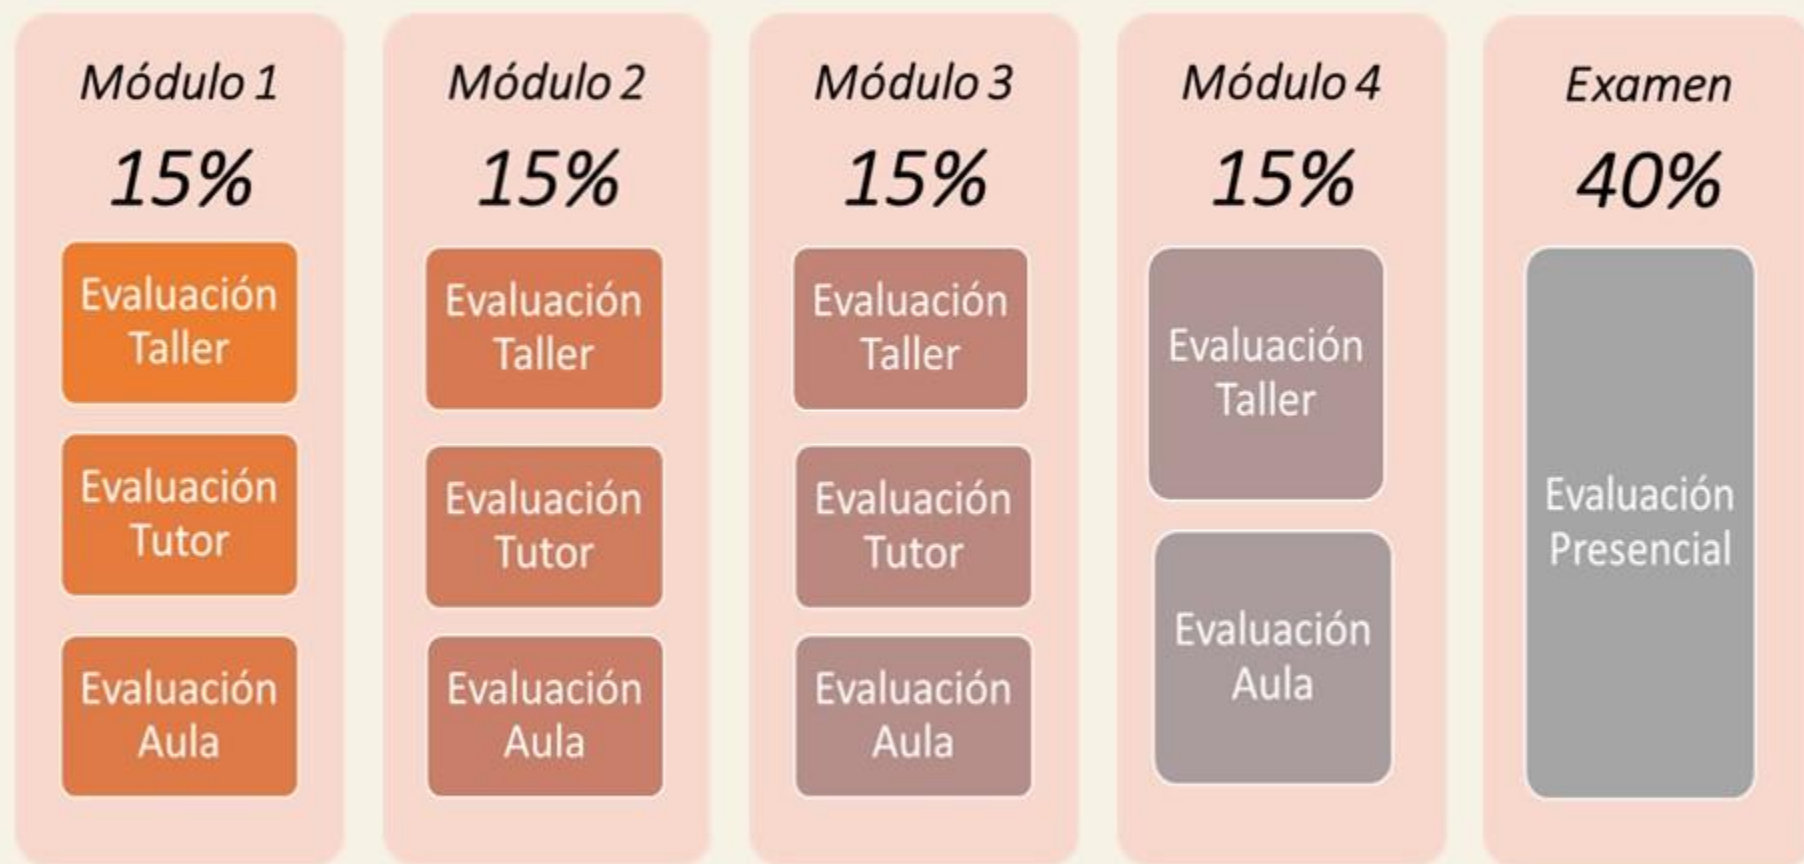 Módulo 1
15%
Evaluación
Taller
Evaluación
Tutor
Evaluación
Aula
Módulo 2
15%
Evaluación
Taller
Evaluación
Tutor
Evaluación
Aula
Módulo 3
15%
Evaluación
Taller
Evaluación
Tutor
Evaluación
Aula
Módulo 4
15%
Evaluación
Taller
Evaluación
Aula
Examen
40%
Evaluación
Presencial